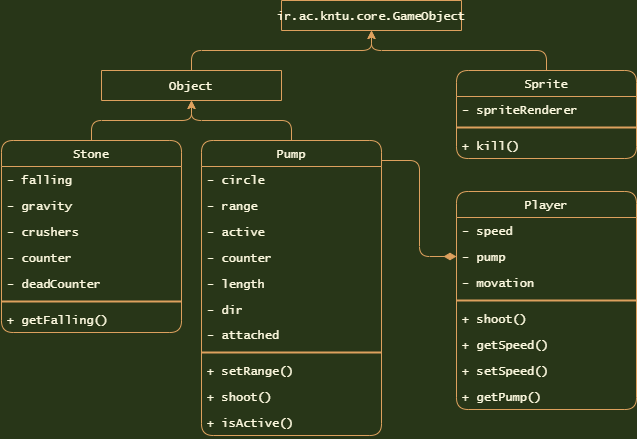 ir.ac.kntu.core.GameObject
Object
Sprite
- spriteRenderer
+ kill()
Stone
- falling
- gravity
- crushers
- counter
- deadCounter
+ getFalling()
Pump
- circle
- range
- active
- counter
- length
- dir
- attached
+ setRange()
+ shoot()
+ isActive()
Player
- speed
- pump
- movation
+ shoot()
+ getSpeed()
+ setSpeed()
+ getPump()